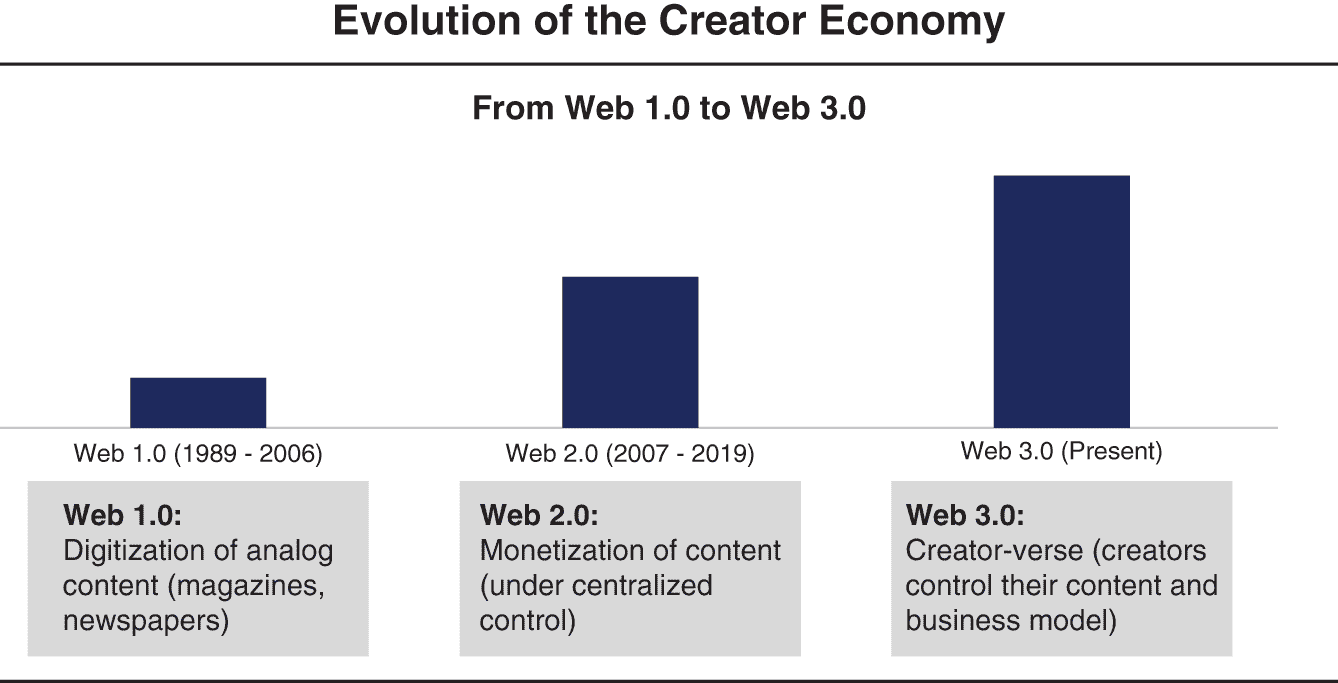 Evolution of the Creator Economy
From Web 1.0 to Web 3.0
Web 1.0 (1989 - 2006)
Web 2.0 (2007 - 2019)
Web 3.0 (Present)
Web 1.0:
Digitization of analog
content (magazines,
newspapers)
Web 2.0:
Monetization of content
(under centralized
control)
Web 3.0:
Creator-verse (creators
control their content and
business model)